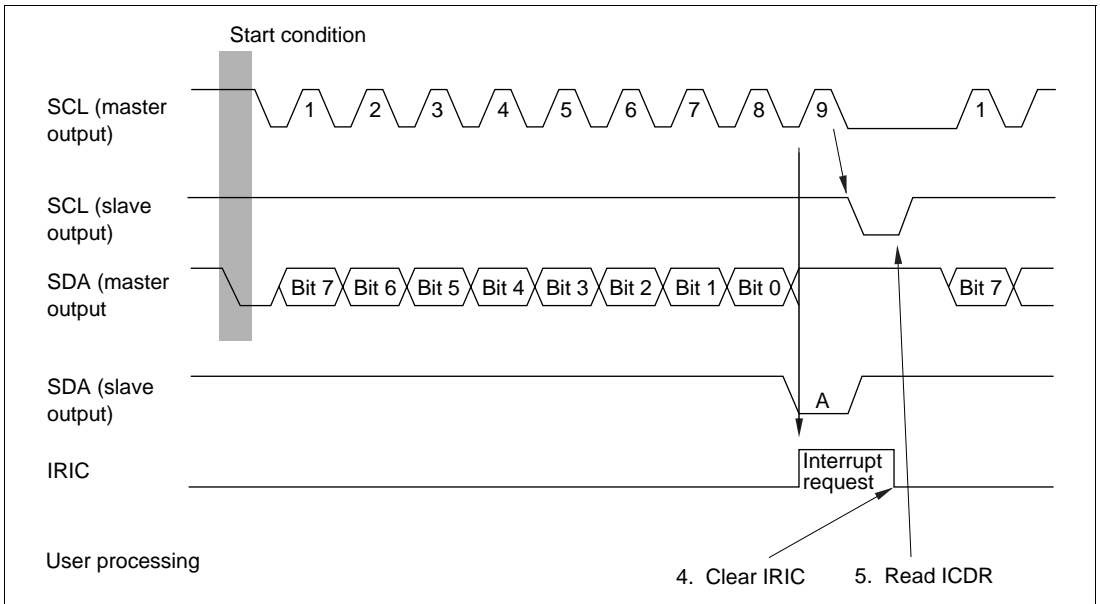 Start condition
SCL (master
output)
1 2 3 4 5 6 7 8 9 1
SCL (slave
output)
SDA (master
output
Bit 7 Bit 6 Bit 5 Bit 4 Bit 3 Bit 2 Bit 1 Bit 0 Bit 7
SDA (slave
output)
A
IRIC
Interrupt
request
User processing
4. Clear IRIC 5. Read ICDR